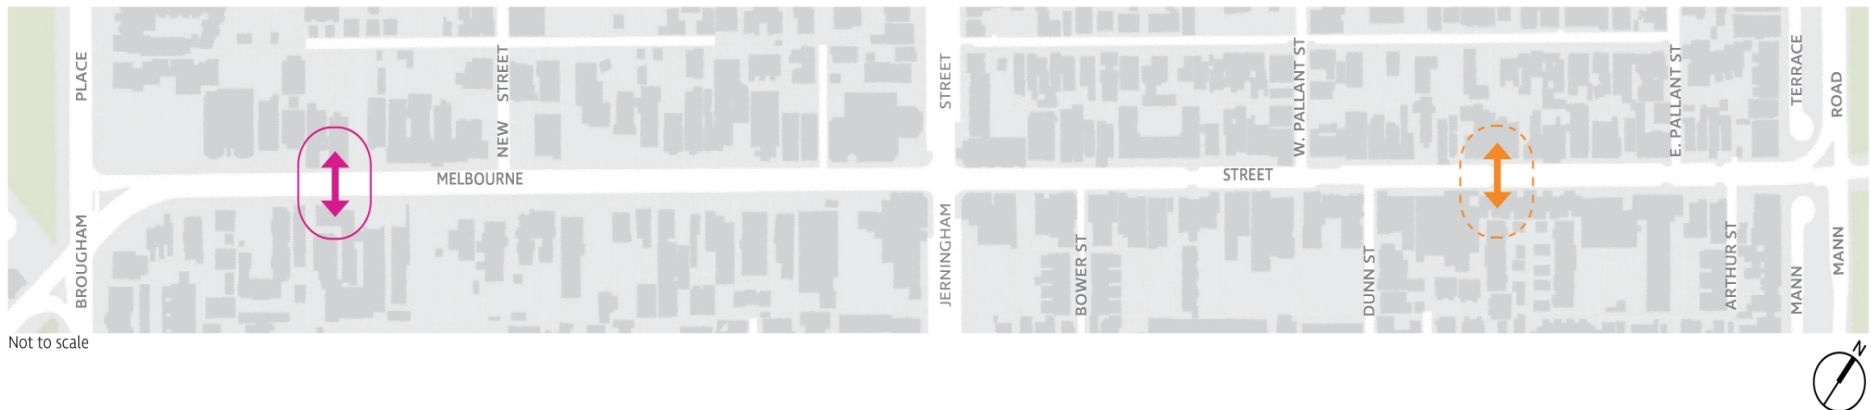 PLACE
BROUGHAM
NEW STREET
MELBOURNE
STREET
JERNINGHAM
BOWER ST
STREET
W. PALLANT ST
DUNN ST
E. PALLANT ST
ARTHUR ST
TERRACE
MANN
ROAD
MANN
Not to scale
N